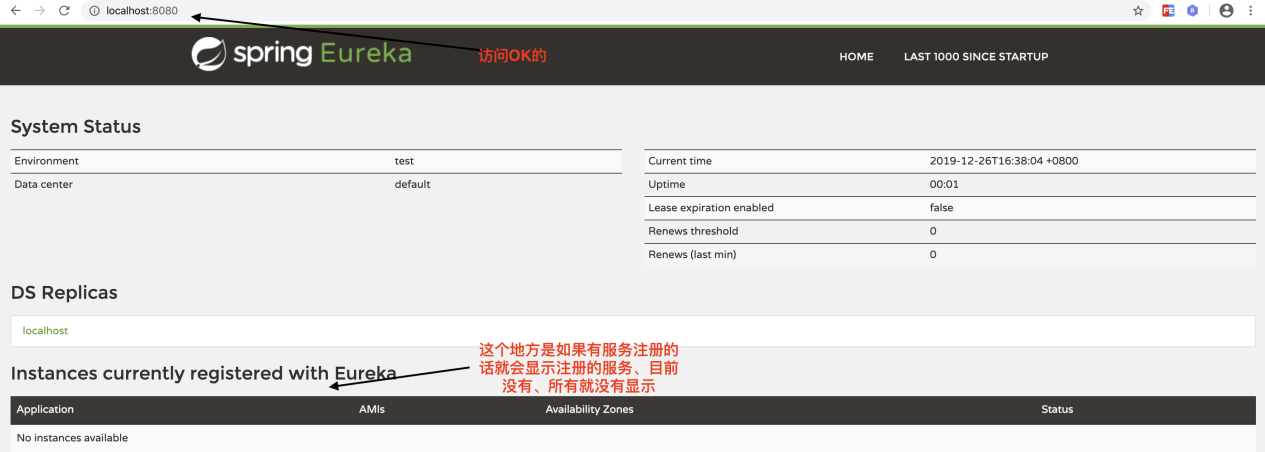 localhost:8080
spring Eureka
访问OK的
HOME LAST 1000 SINCE STARTUP
System Status
Environment test
Data center default
Current time 2019-12-26T16:38:04 +0800
Uptime 00:01
Lease expiration enabled false
Renews threshold 0
Renews (last min) 0
DS Replicas
localhost
这个地方是如果有服务注册的
话就会显示注册的服务、目前
没有、所有就没有显示
Instances currently registered with Eureka
Application AMIs Availability Zones Status
No instances available